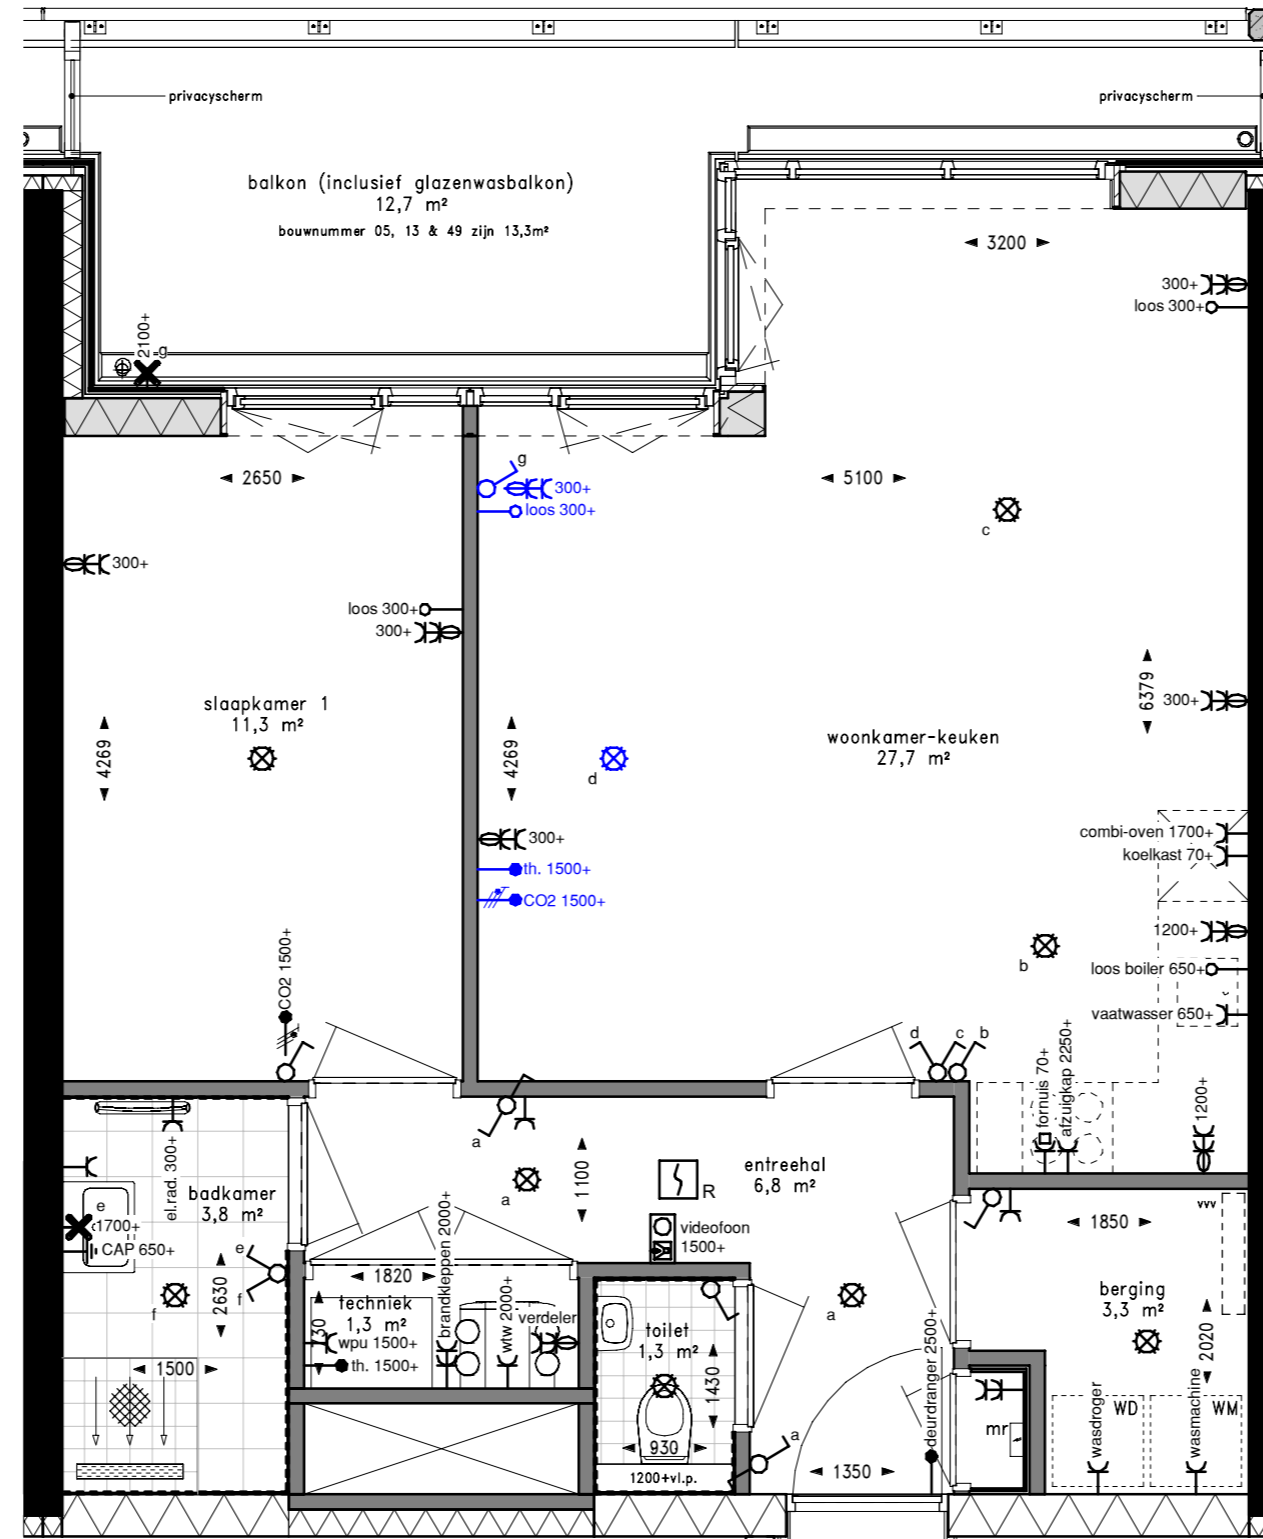 privacyscherm
privacyscherm
balkon (inclusief glazenwasbalkon)
12,7 m²
bouwnummer 05, 13 & 49 zijn 13,3m²
3200
300+
loos 300+
2100+
g
2650
5100
g
300+
loos 300+
c
300+
loos 300+
300+
6379
slaapkamer 1
11,3 m²
300+
woonkamer-keuken
27,7 m²
4269
4269
d
combi-oven 1700+
koelkast 70+
300+
th. 1500+
CO2 1500+
1200+
CO2 1500+
b
loos boiler 650+
vaatwasser 650+
d
c
b
fornuis 70+
afzuigkap 2250+
1200+
a
el.rad. 300+
1100
entreehal
6,8 m²
a
R
badkamer
3,8 m²
e
1700+
CAP 650+
brandkleppen 2000+
videofoon
1500+
1850
vvv
e
f
f
2630
1820
techniek
1,3 m²
730
wpu 1500+
th. 1500+
wtw 2000+
verdeler
toilet
1,3 m²
a
berging
3,3 m²
1500
1430
deurdranger 2500+
2020
930
1200+vl.p.
a
1350
mr
wasdroger
WD
wasmachine
WM